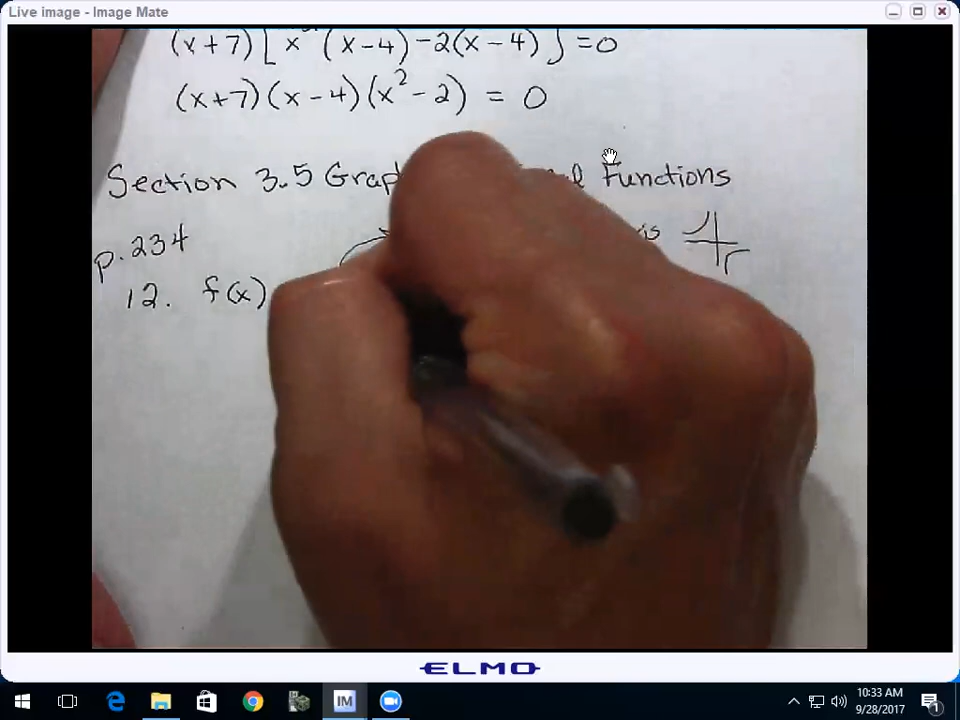 Live image - Image Mate
(x+7)[x² (x-4) -2(x-4)] =0
(x+7)(x-4)(x²-2) = 0
Section 3.5 Functions
p.234
12. f(x)
ELMO
10:33 AM
9/28/2017